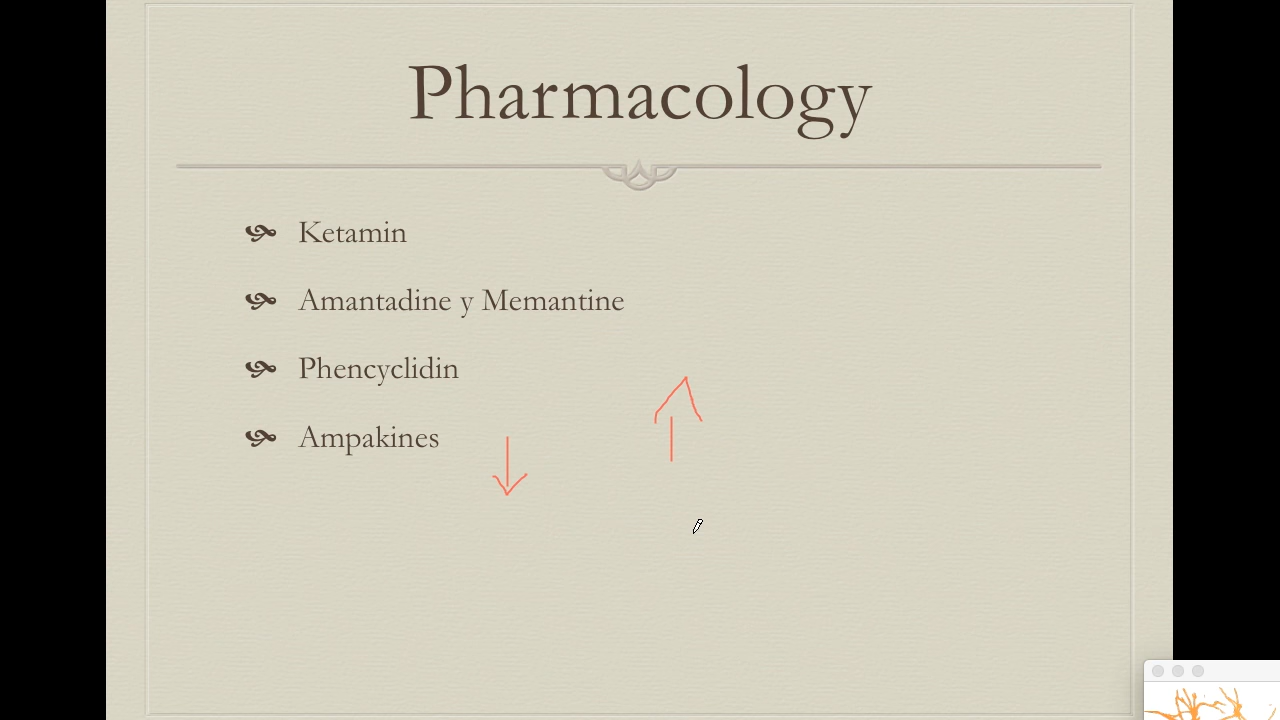 Pharmacology
Ketamin
Amantadine y Memantine
Phencyclidin
Ampakines